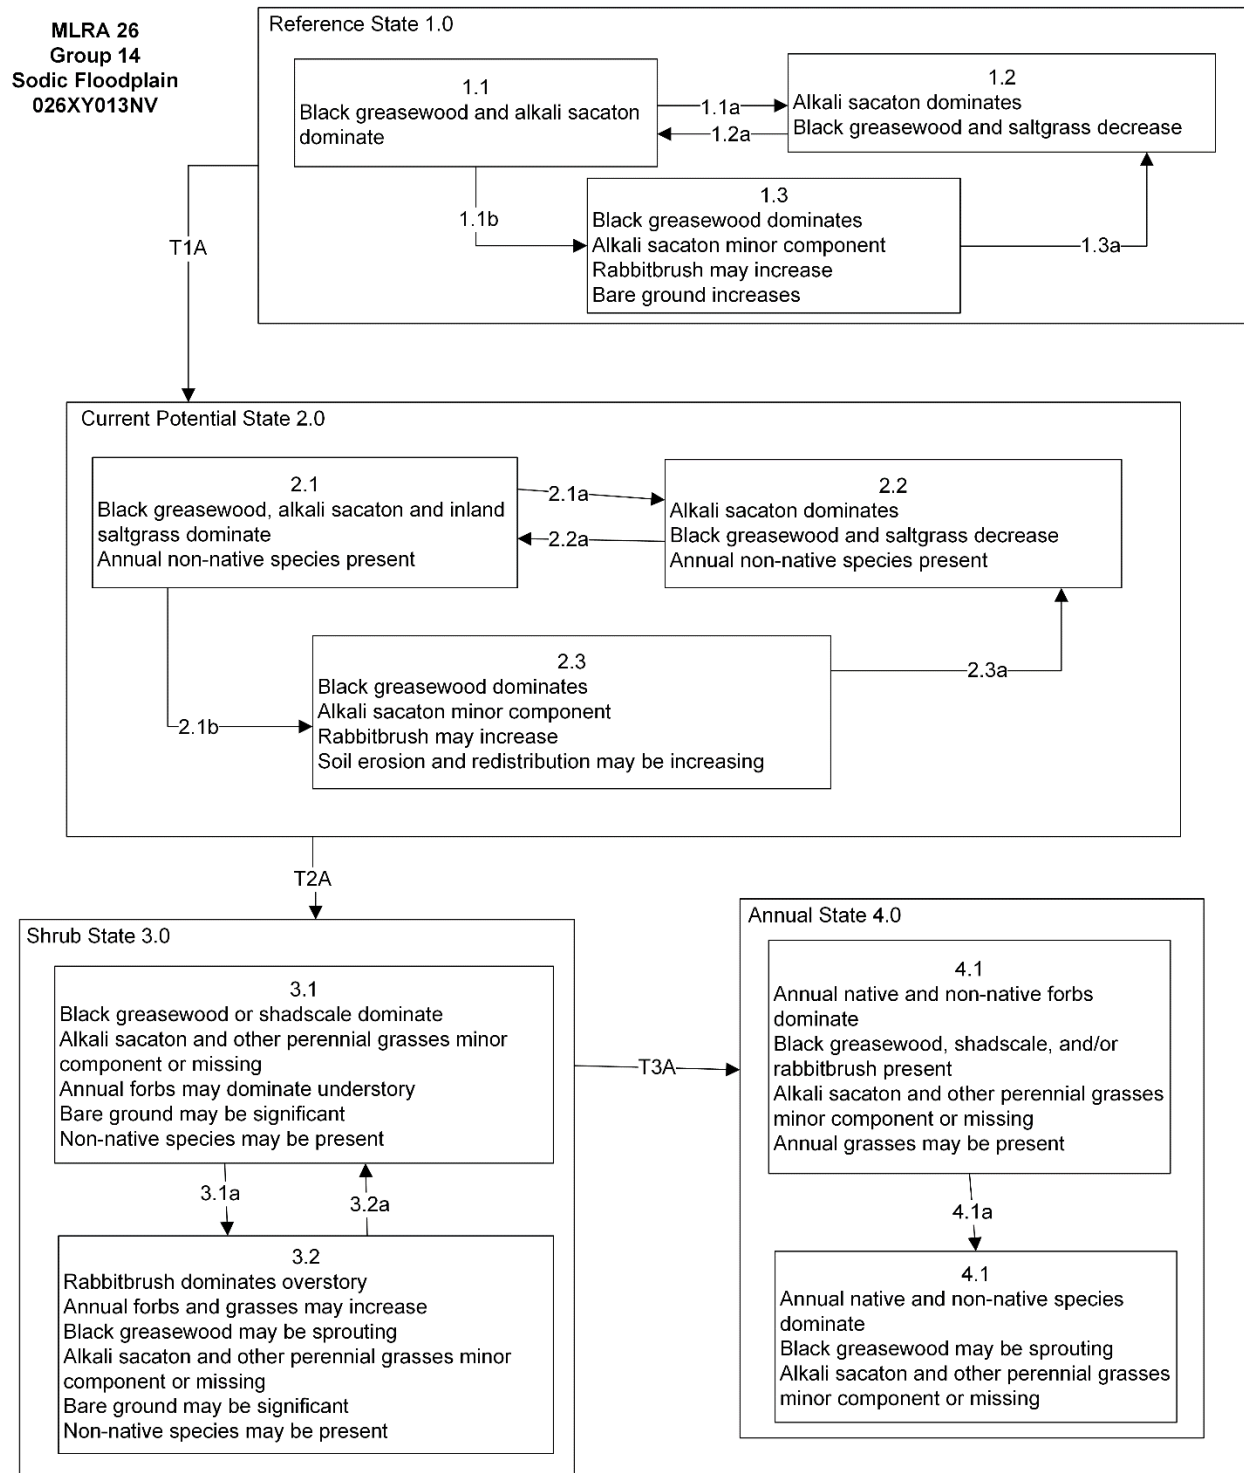 MLRA 26
Group 14
Sodic Floodplain
026XY013NV
Reference State 1.0
1.1
Black greasewood and alkali sacaton
dominate
1.1a
1.2a
1.2
Alkali sacaton dominates
Black greasewood and saltgrass decrease
1.1b
1.3
Black greasewood dominates
Alkali sacaton minor component
Rabbitbrush may increase
Bare ground increases
1.3a
T1A
Current Potential State 2.0
2.1
Black greasewood, alkali sacaton and inland
saltgrass dominate
Annual non-native species present
2.1a
2.2a
2.2
Alkali sacaton dominates
Black greasewood and saltgrass decrease
Annual non-native species present
2.1b
2.3
Black greasewood dominates
Alkali sacaton minor component
Rabbitbrush may increase
Soil erosion and redistribution may be increasing
2.3a
T2A
Shrub State 3.0
3.1
Black greasewood or shadscale dominate
Alkali sacaton and other perennial grasses minor
component or missing
Annual forbs may dominate understory
Bare ground may be significant
Non-native species may be present
3.1a
3.2a
3.2
Rabbitbrush dominates overstory
Annual forbs and grasses may increase
Black greasewood may be sprouting
Alkali sacaton and other perennial grasses minor
component or missing
Bare ground may be significant
Non-native species may be present
T3A
Annual State 4.0
4.1
Annual native and non-native forbs
dominate
Black greasewood, shadscale, and/or
rabbitbrush present
Alkali sacaton and other perennial grasses
minor component or missing
Annual grasses may be present
4.1a
4.1
Annual native and non-native species
dominate
Black greasewood may be sprouting
Alkali sacaton and other perennial grasses
minor component or missing